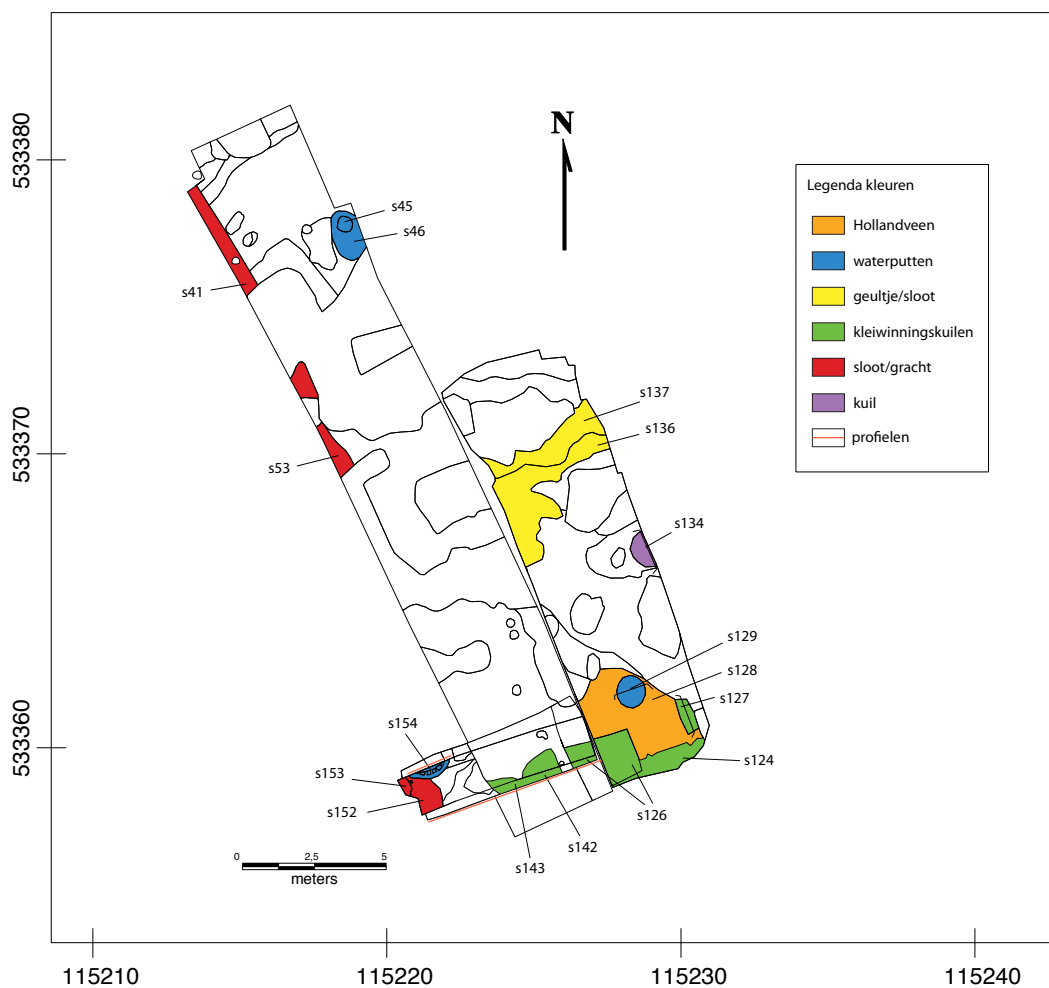 533380
533370
533360
115210
115220
115230
115240
N
s45
s46
s41
s53
s137
s136
s134
s129
s128
s127
s124
s126
s142
s143
s154
s153
s152
0 2,5 5
meters
Legenda kleuren
Hollandveen
waterputten
geultje/sloot
kleiwinningskuilen
sloot/gracht
kuil
profielen